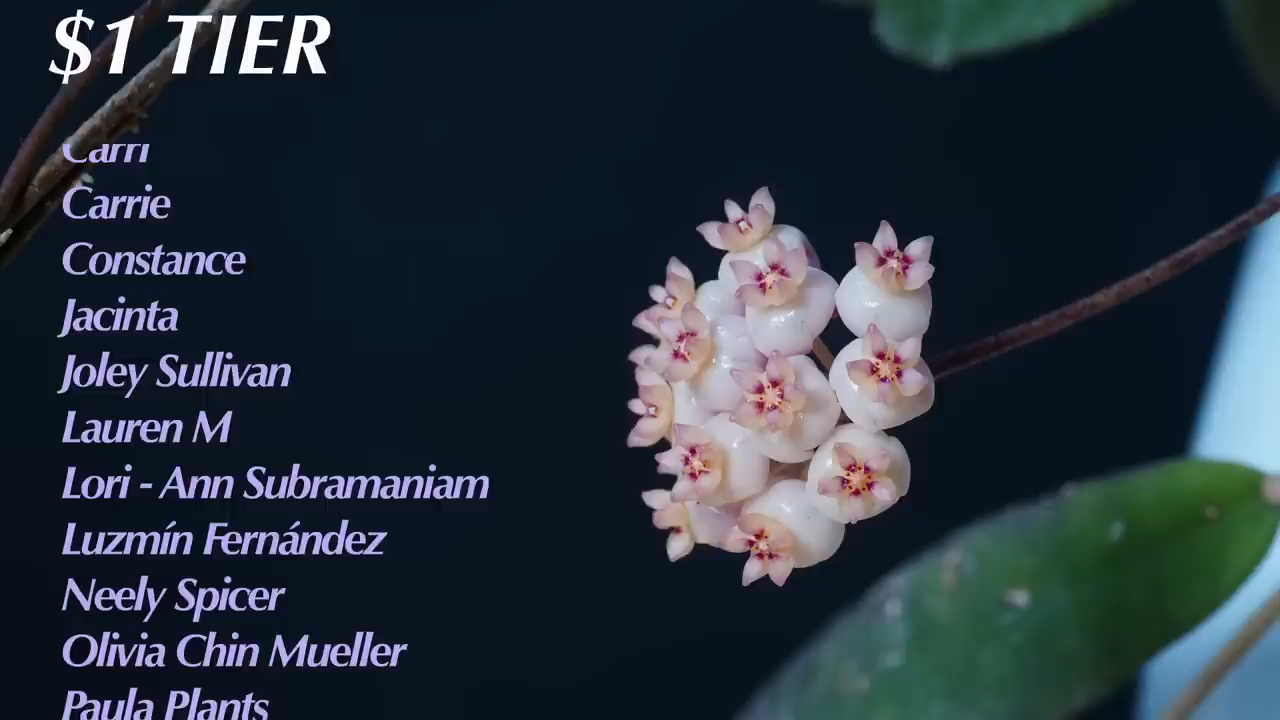 $1 TIER
Carri
Carrie
Constance
Jacinta
Joley Sullivan
Lauren M
Lori - Ann Subramaniam
Luzmín Fernández
Neely Spicer
Olivia Chin Mueller
Paula Plants